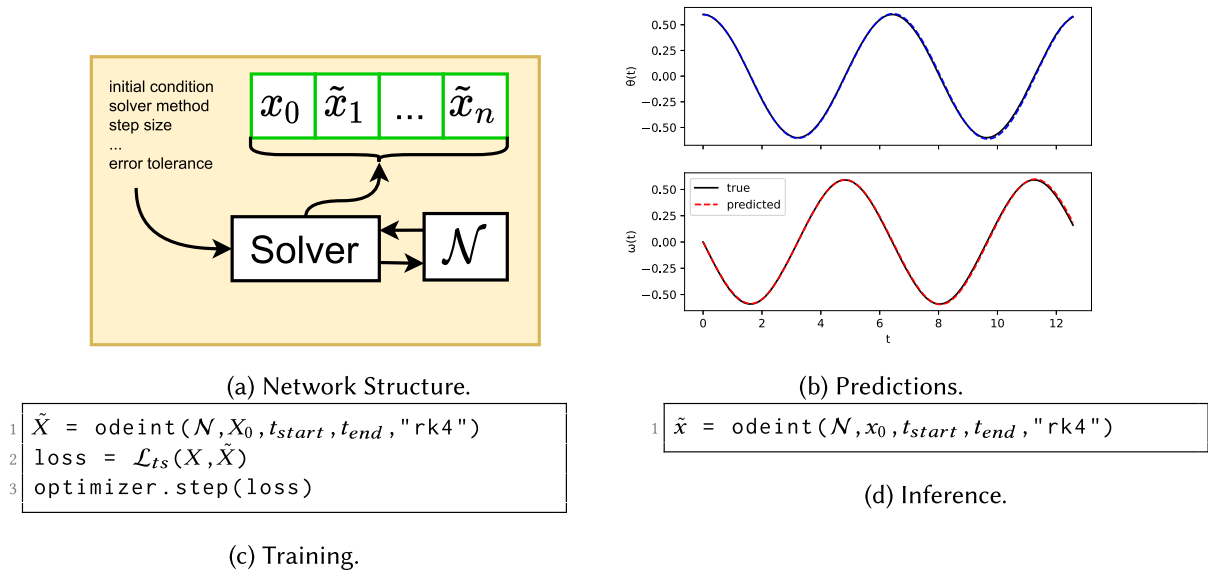 initial condition
solver method
step size
...
error tolerance
x₀ x̃₁ ... x̃ₙ
Solver
𝒩
(a) Network Structure.
θ(t)
0.50
0.25
0.00
−0.25
−0.50
ω(t)
0.50
0.25
0.00
−0.25
−0.50
true
predicted
0 2 4 6 8 10 12
t
(b) Predictions.
1 X̃ = odeint(𝒩,X₀,t_start,t_end,"rk4")
2 loss = ℒ_ts(X,X̃)
3 optimizer.step(loss)
(c) Training.
1 x̃ = odeint(𝒩,x₀,t_start,t_end,"rk4")
(d) Inference.